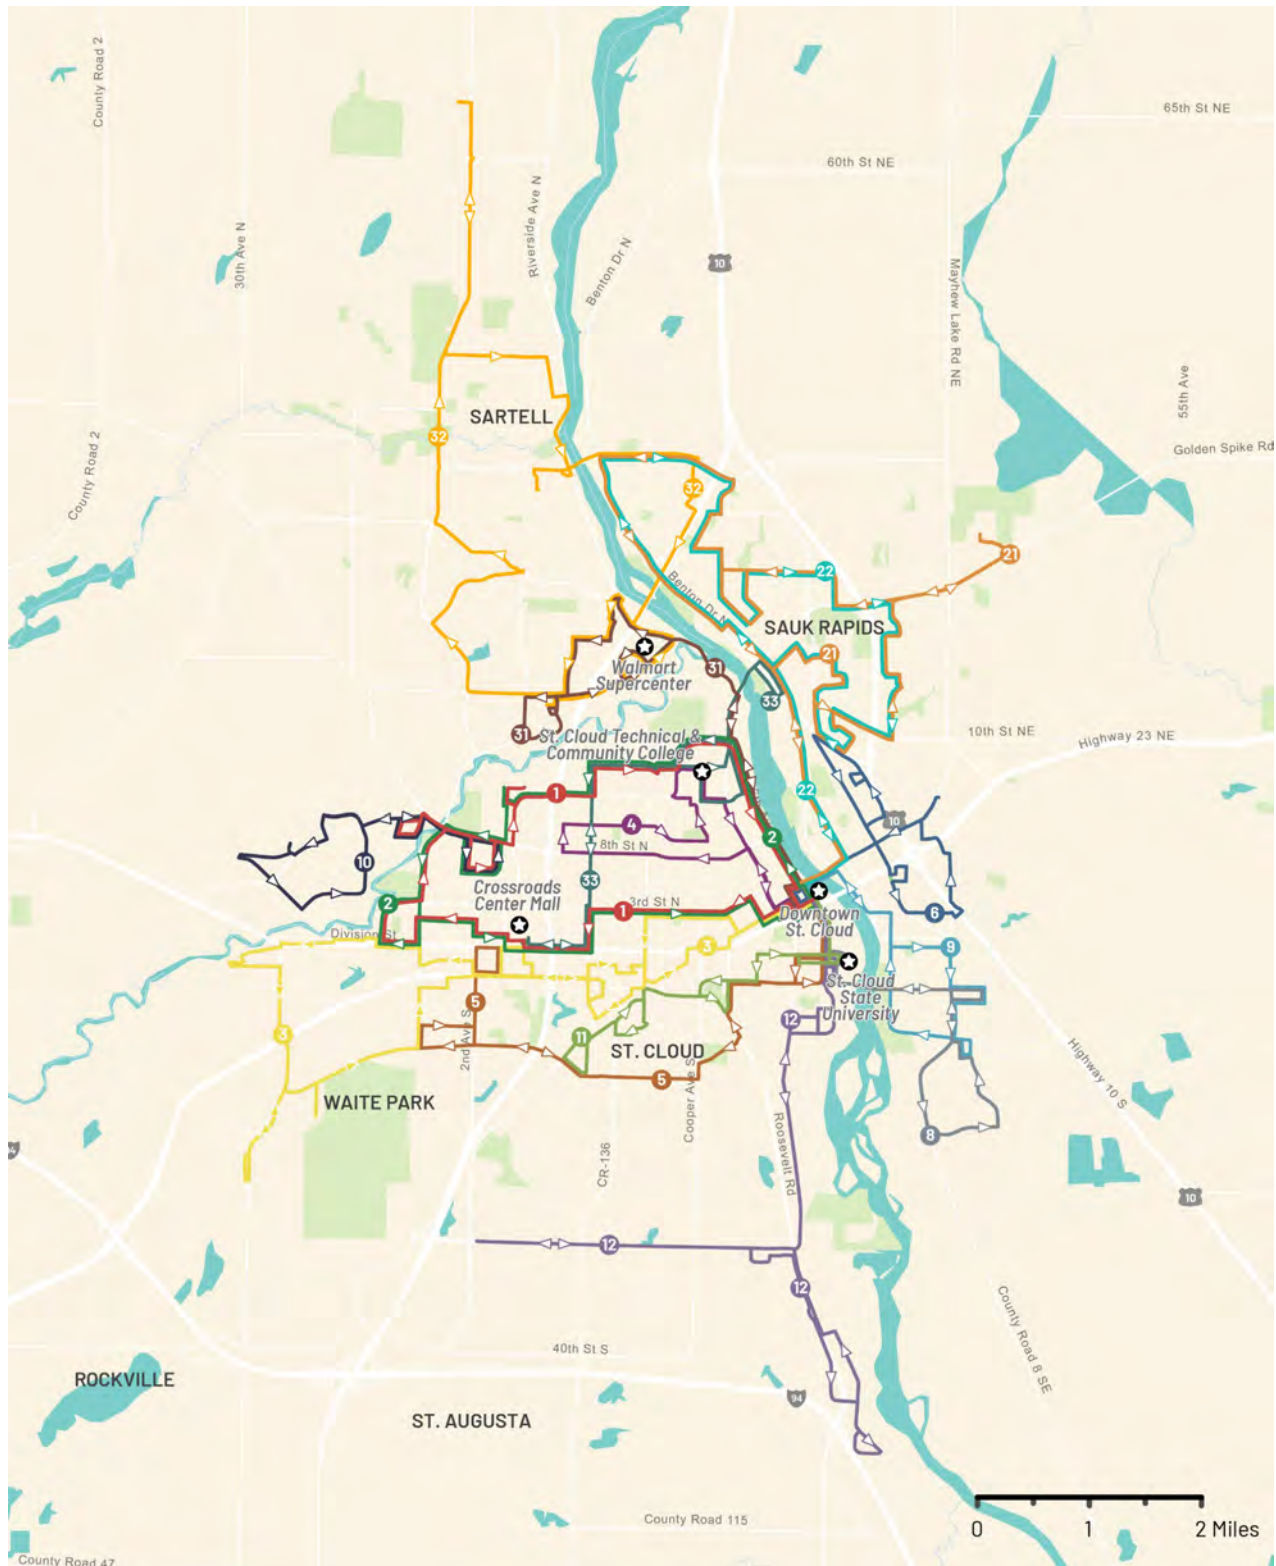 County Road 2
65th St NE
60th St NE
Riverside Ave N
30th Ave N
Benton Dr N
10
Mayhew Lake Rd NE
55th Ave
SARTELL
32
Golden Spike Rd
County Road 2
32
21
22
Benton Dr N
SAUK RAPIDS
21
Walmart
Supercenter
31
33
31
St. Cloud Technical &
Community College
10th St NE
Highway 23 NE
1
22
10
4
2
8th St N
10
33
Crossroads
Center Mall
2
3rd St N
1
Downtown
St. Cloud
6
Division St
3
9
St. Cloud
State
University
5
2nd Ave S
12
3
11
ST. CLOUD
5
Cooper Ave S
Highway 10 S
WAITE PARK
8
Roosevelt Rd
CR-136
10
12
12
County Road 8 SE
40th St S
ROCKVILLE
94
ST. AUGUSTA
County Road 115
0
1
2 Miles
County Road 47